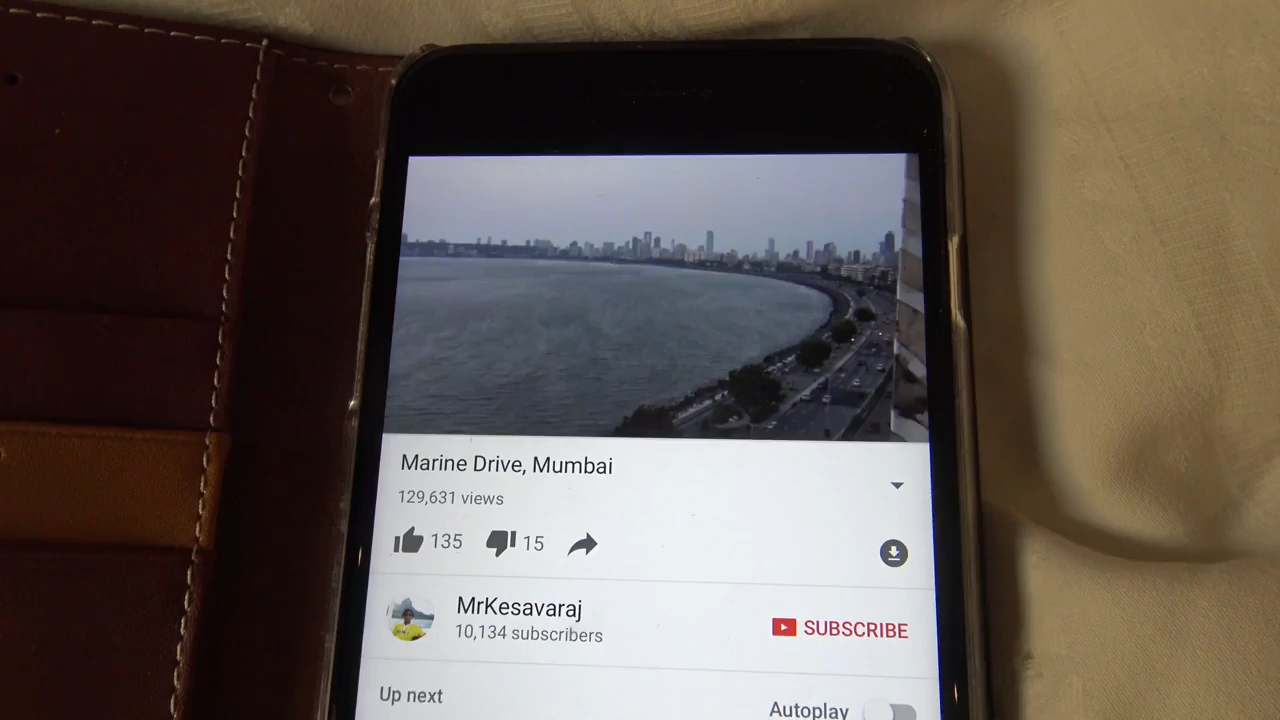 Marine Drive, Mumbai
129,631 views
135 15
MrKesavaraj
10,134 subscribers
SUBSCRIBE
Up next
Autoplay